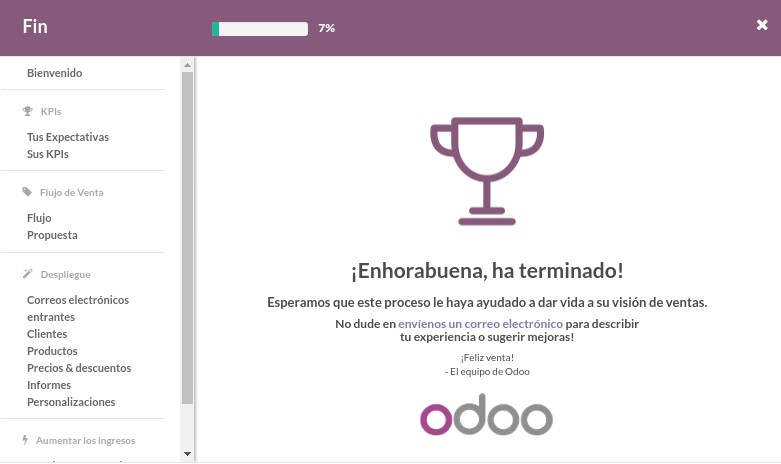 Fin
7%
Bienvenido
KPIs
Tus Expectativas
Sus KPIs
Flujo de Venta
Flujo
Propuesta
Despliegue
Correos electrónicos
entrantes
Clientes
Productos
Precios & descuentos
Informes
Personalizaciones
Aumentar los ingresos
¡Enhorabuena, ha terminado!
Esperamos que este proceso le haya ayudado a dar vida a su visión de ventas.
No dude en envíenos un correo electrónico para describir
tu experiencia o sugerir mejoras!
¡Feliz venta!
- El equipo de Odoo
odoo